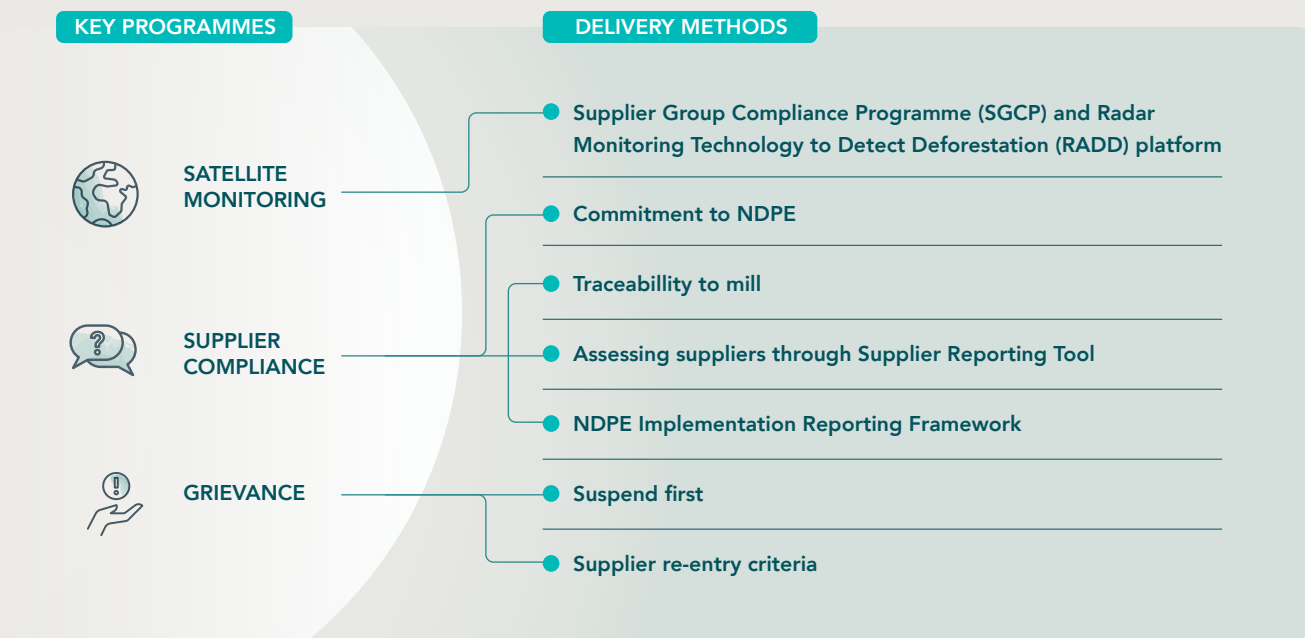 KEY PROGRAMMES
DELIVERY METHODS
SATELLITE
MONITORING
Supplier Group Compliance Programme (SGCP) and Radar
Monitoring Technology to Detect Deforestation (RADD) platform
SUPPLIER
COMPLIANCE
Commitment to NDPE
Traceabillity to mill
Assessing suppliers through Supplier Reporting Tool
NDPE Implementation Reporting Framework
GRIEVANCE
Suspend first
Supplier re-entry criteria